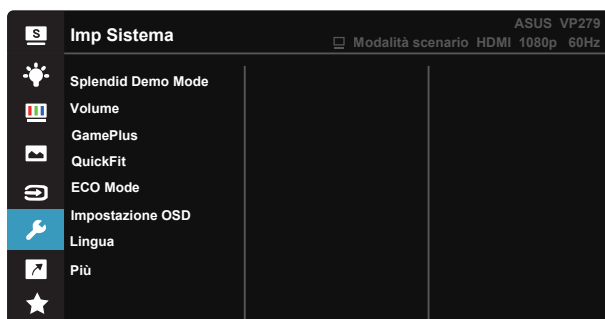 S
ASUS VP279
Imp Sistema
Modalità scenario HDMI 1080p 60Hz
Splendid Demo Mode
Volume
GamePlus
QuickFit
ECO Mode
Impostazione OSD
Lingua
Più